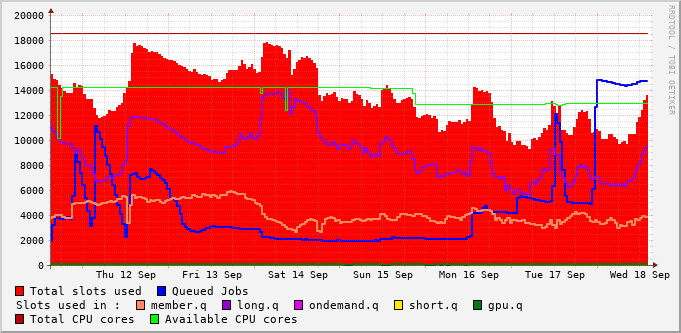 RRDTOOL / TOBI OETIKER
20000
18000
16000
14000
12000
10000
8000
6000
4000
2000
0
Thu 12 Sep Fri 13 Sep Sat 14 Sep Sun 15 Sep Mon 16 Sep Tue 17 Sep Wed 18 Sep
Total slots used Queued Jobs
Slots used in : member.q long.q ondemand.q short.q gpu.q
Total CPU cores Available CPU cores